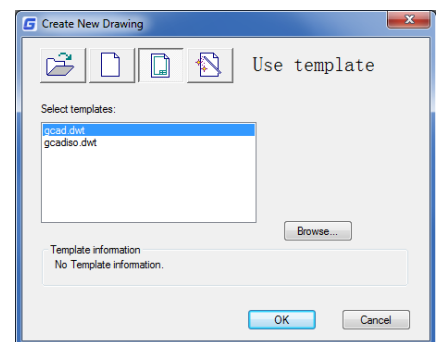 Create New Drawing
Use template
Select templates:
gcad.dwt
gcadiso.dwt
Browse...
Template information
No Template information.
OK
Cancel